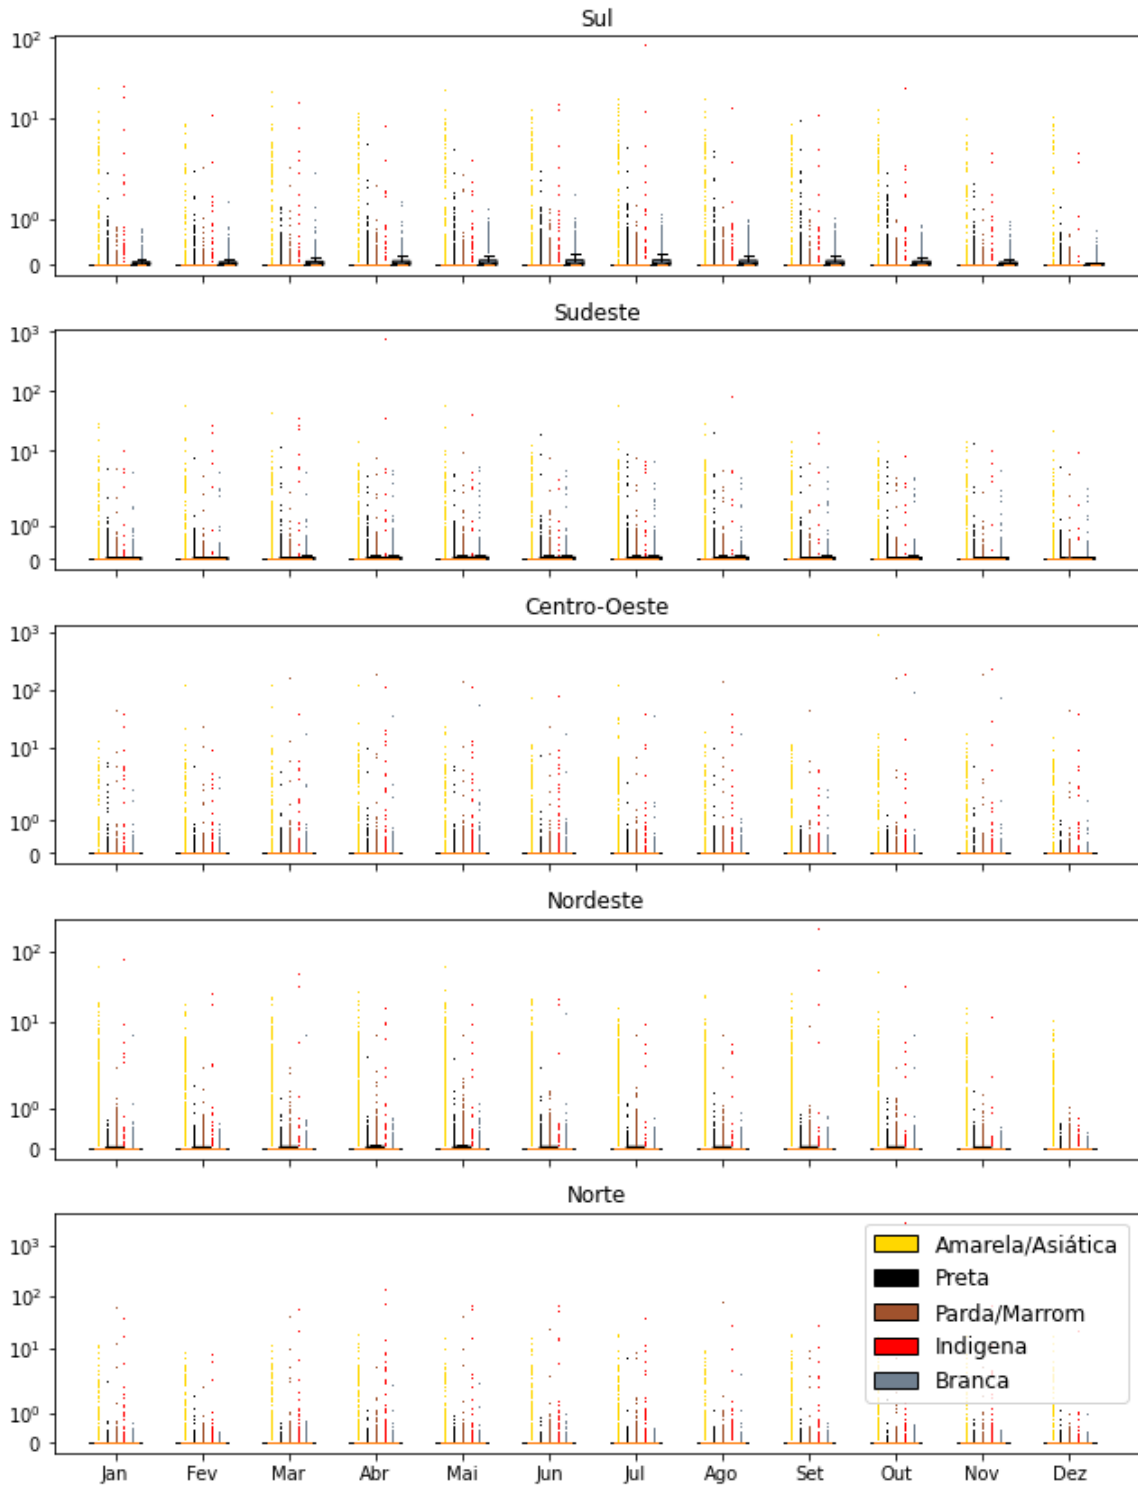 Sul
10²
10¹
10⁰
0
Sudeste
10³
10²
10¹
10⁰
0
Centro-Oeste
10³
10²
10¹
10⁰
0
Nordeste
10²
10¹
10⁰
0
Norte
10³
10²
10¹
10⁰
0
Amarela/Asiática
Preta
Parda/Marrom
Indigena
Branca
Jan Fev Mar Abr Mai Jun Jul Ago Set Out Nov Dez